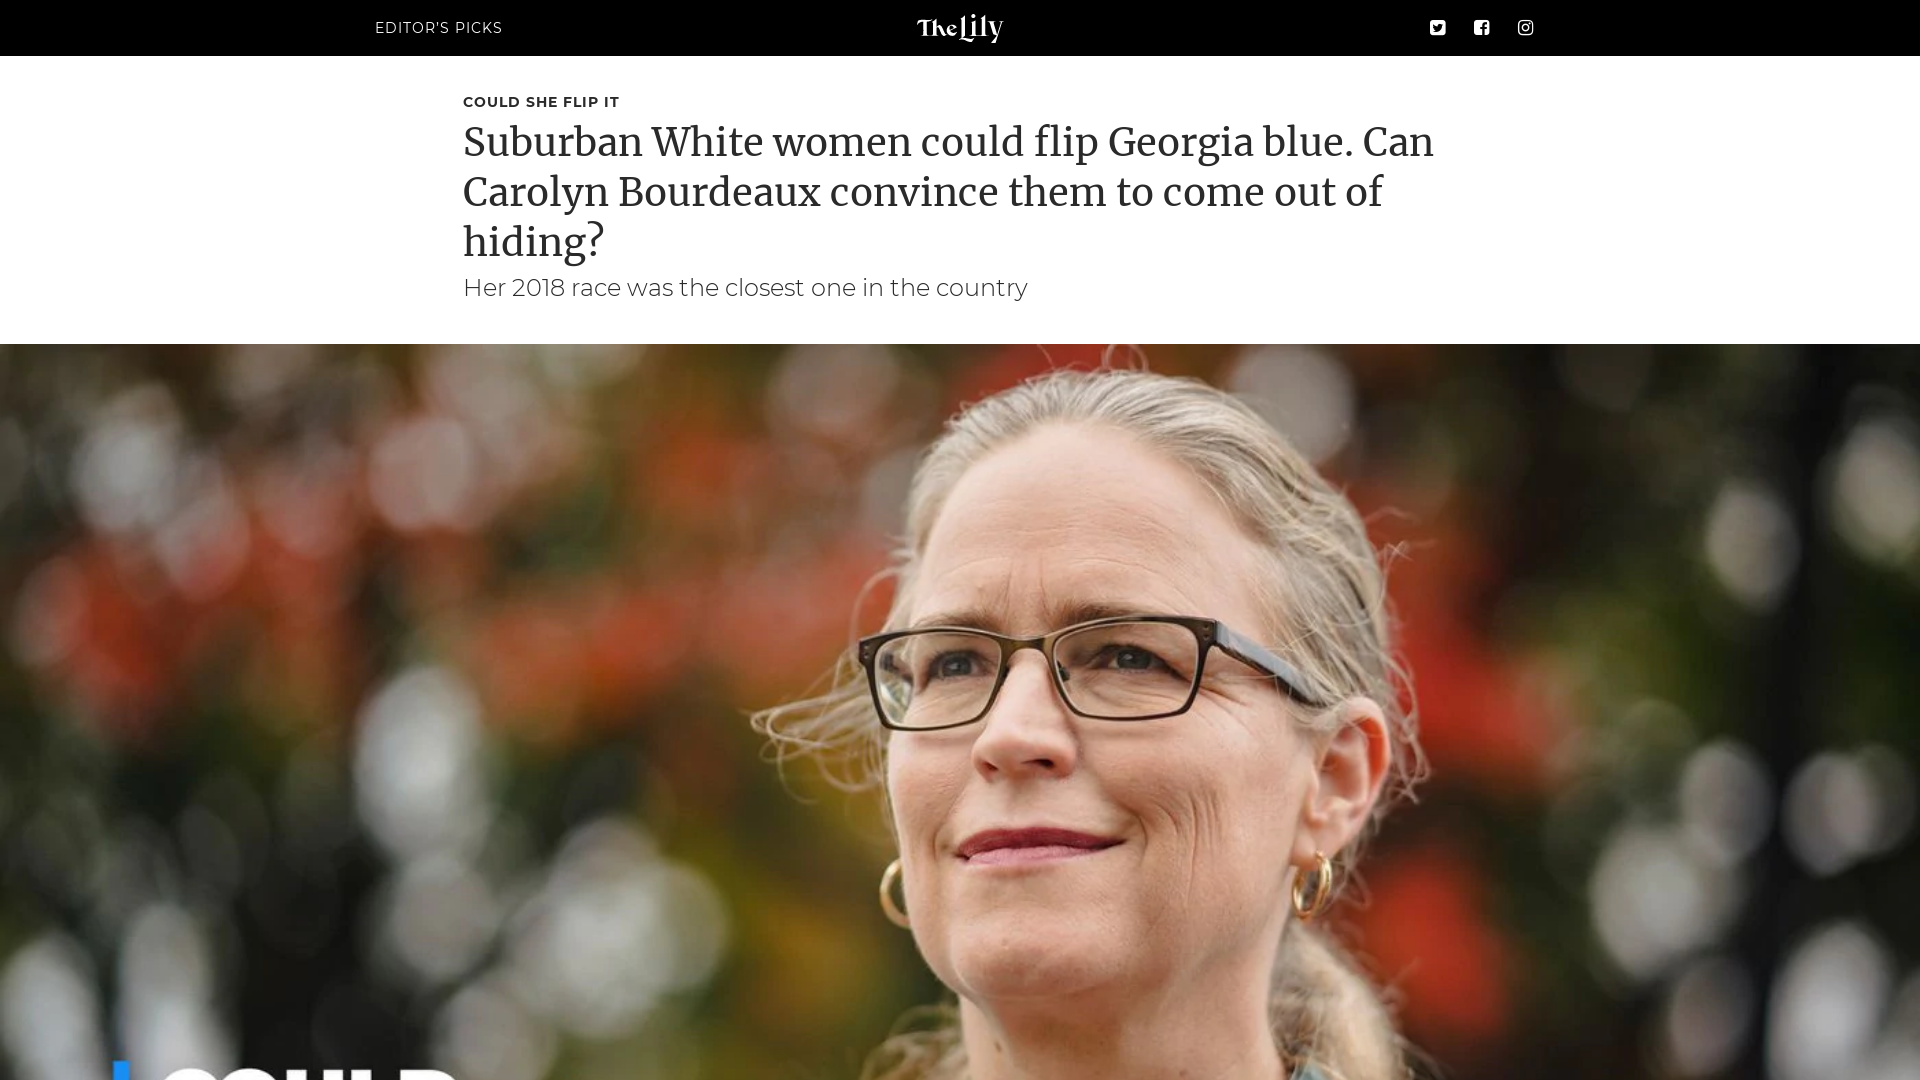 EDITOR'S PICKS
The Lily
COULD SHE FLIP IT
Suburban White women could flip Georgia blue. Can
Carolyn Bourdeaux convince them to come out of
hiding?
Her 2018 race was the closest one in the country
COULD